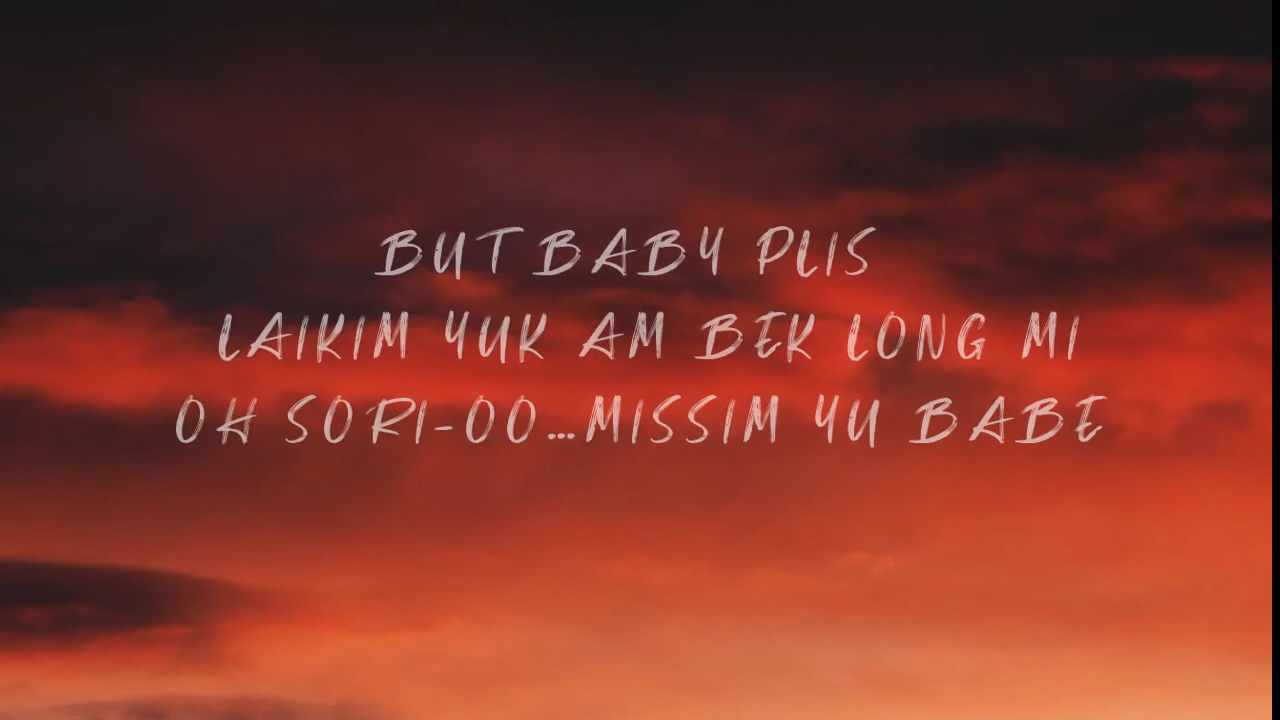 BUT BABY PLIS
LAIKIM YUK AM BEK LONG MI
OH SORI-OO...MISSIM YU BABE